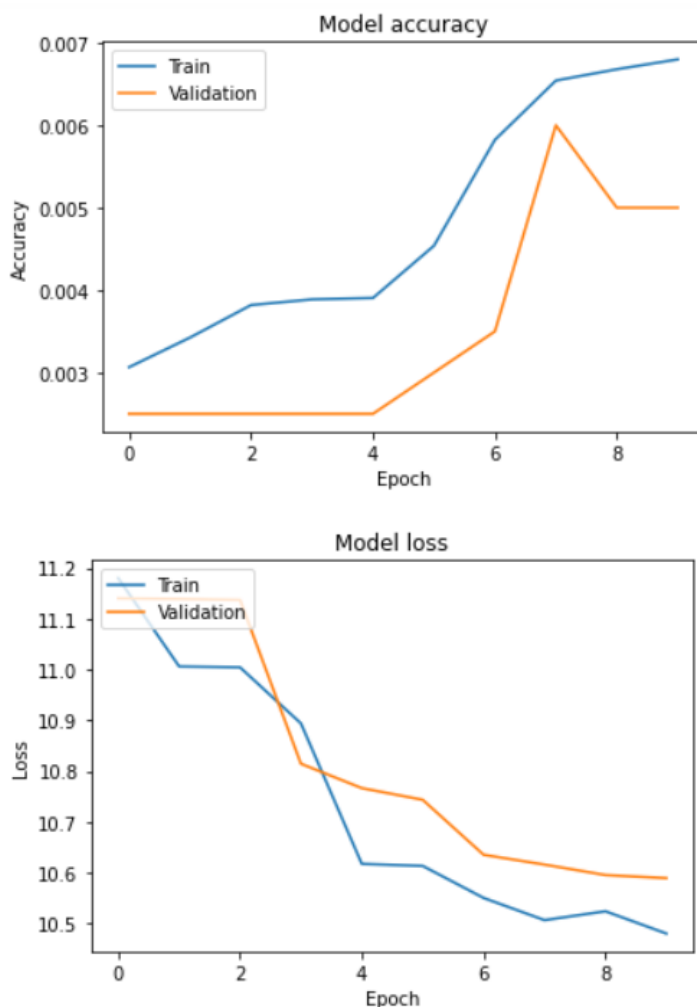 Model accuracy
0.007
Train
Validation
0.006
0.005
Accuracy
0.004
0.003
0 2 4 6 8
Epoch
Model loss
11.2
Train
Validation
11.1
11.0
10.9
Loss
10.8
10.7
10.6
10.5
0 2 4 6 8
Epoch